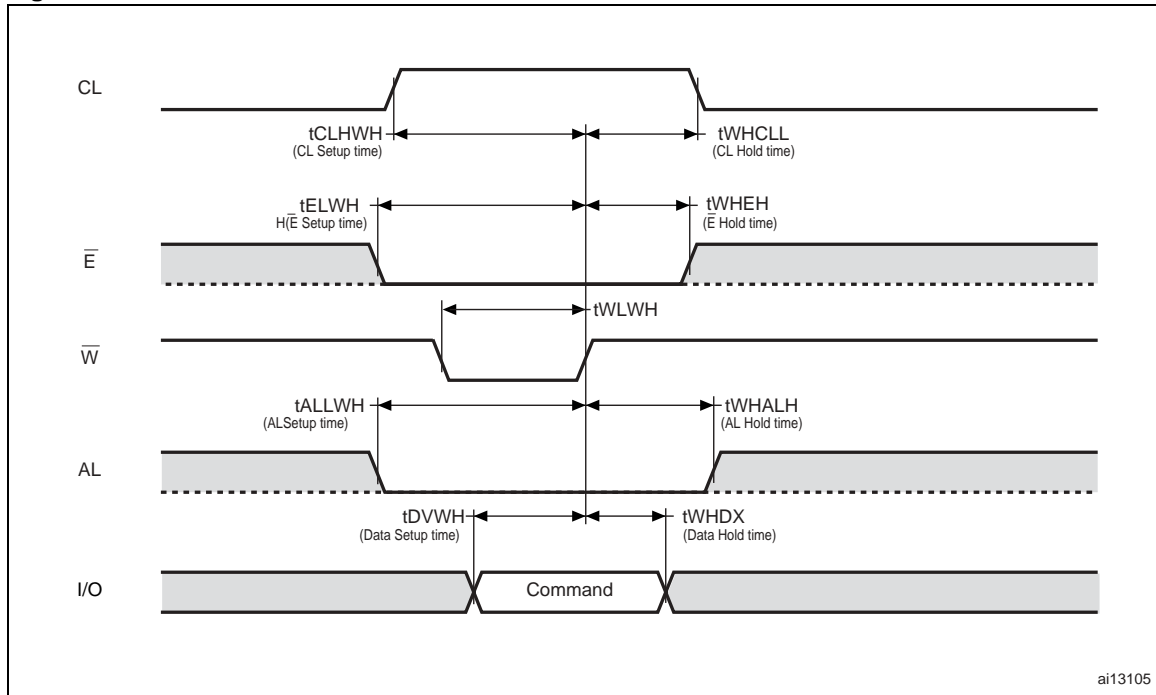 CL
tCLHWH
(CL Setup time)
tWHCLL
(CL Hold time)
tELWH
H(E̅ Setup time)
tWHEH
(E̅ Hold time)
E̅
tWLWH
W̅
tALLWH
(ALSetup time)
tWHALH
(AL Hold time)
AL
tDVWH
(Data Setup time)
tWHDX
(Data Hold time)
I/O
Command
ai13105